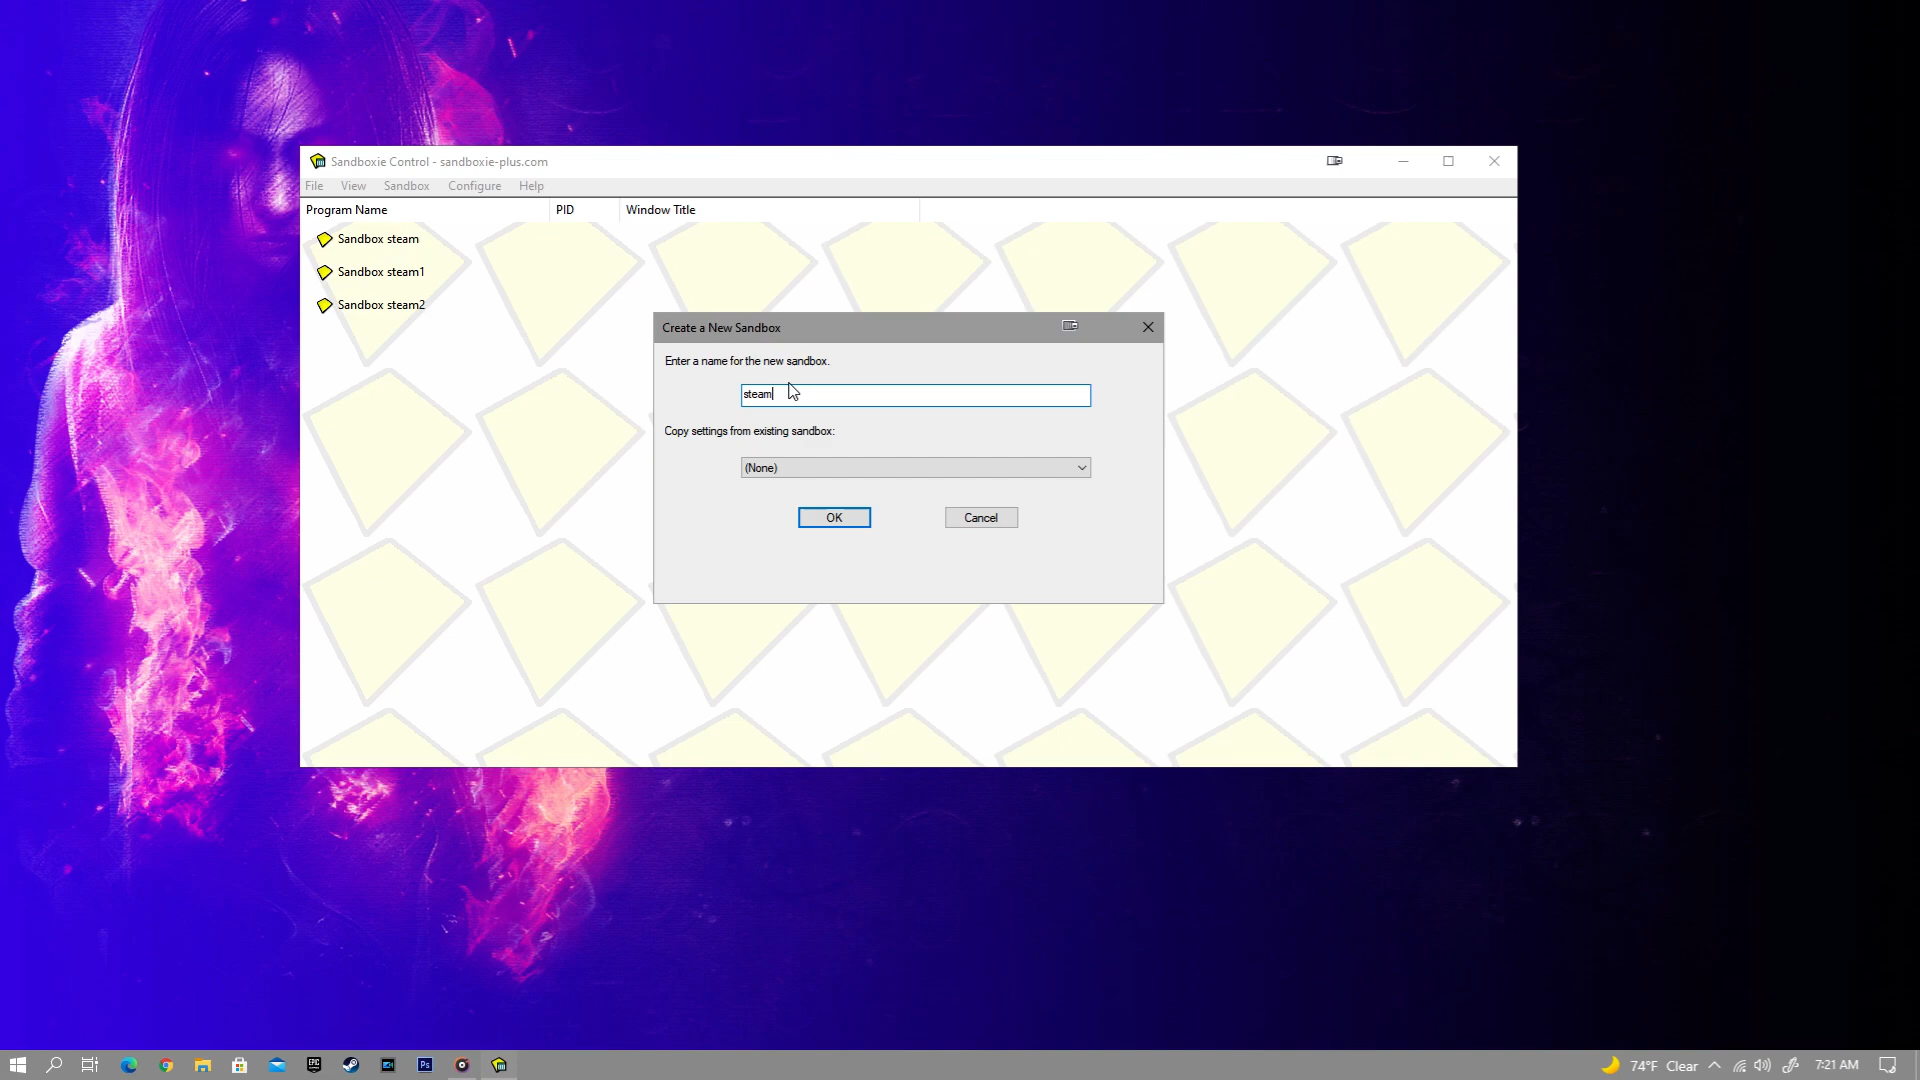 Sandboxie Control - sandboxie-plus.com
File View Sandbox Configure Help
Program Name PID Window Title
Sandbox steam
Sandbox steam1
Sandbox steam2
Create a New Sandbox
Enter a name for the new sandbox.
steam
Copy settings from existing sandbox:
(None)
OK Cancel
EPIC
Ps
74°F Clear
7:21 AM